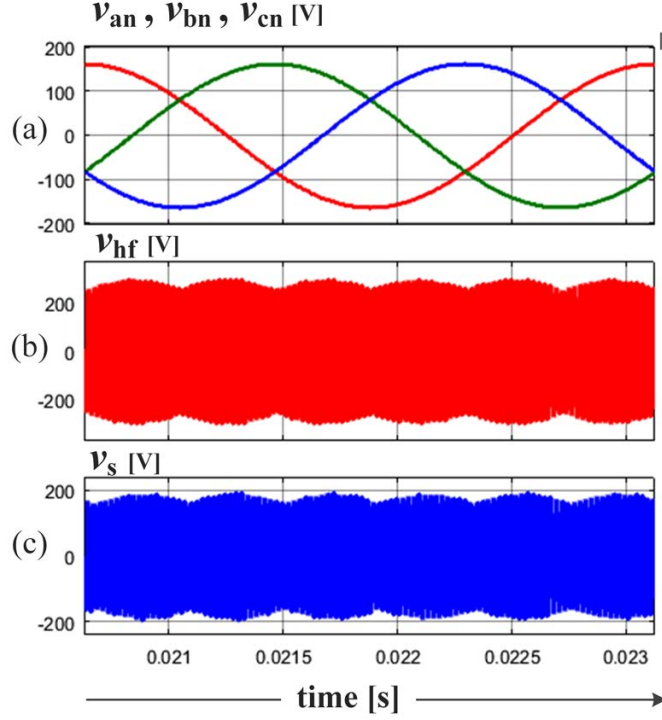 v_an , v_bn , v_cn [V]
200
100
(a) 0
-100
-200
v_hf [V]
200
(b) 0
-200
v_s [V]
200
(c) 0
-200
0.021 0.0215 0.022 0.0225 0.023
time [s]